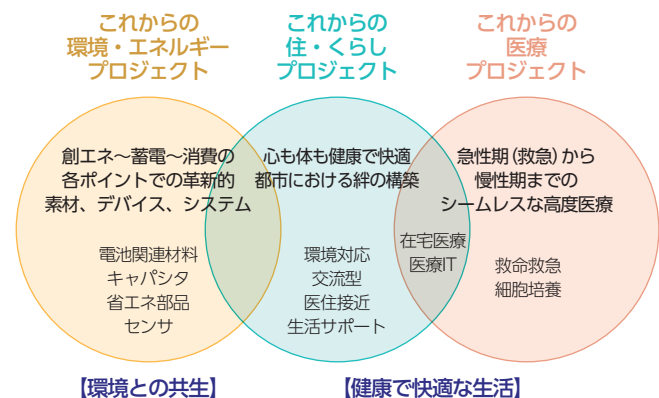 これからの
環境・エネルギー
プロジェクト
これからの
住・くらし
プロジェクト
これからの
医療
プロジェクト
創エネ～蓄電～消費の
各ポイントでの革新的
素材、デバイス、システム
電池関連材料
キャパシタ
省エネ部品
センサ
心も体も健康で快適
都市における絆の構築
環境対応
交流型
医住接近
生活サポート
在宅医療
医療IT
急性期（救急）から
慢性期までの
シームレスな高度医療
救命救急
細胞培養
【環境との共生】
【健康で快適な生活】